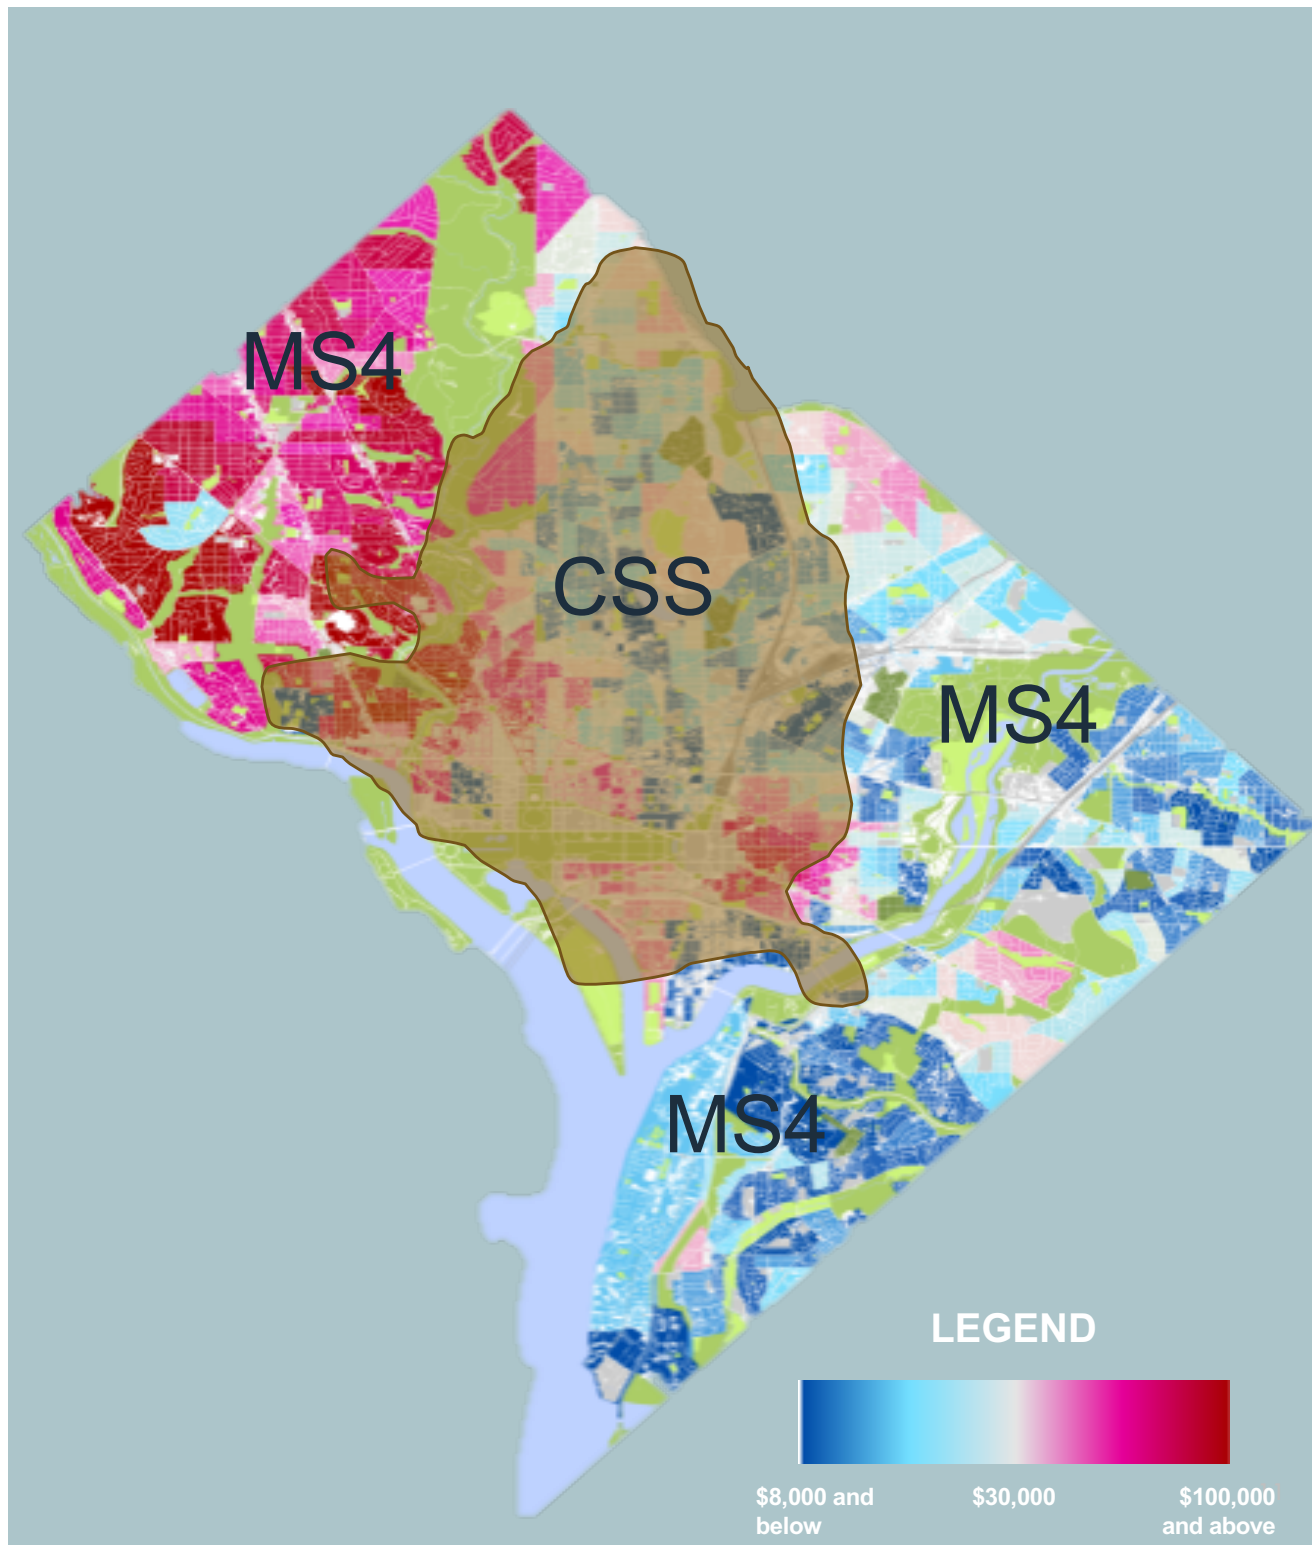 MS4
CSS
MS4
MS4
LEGEND
$8,000 and
below
$30,000
$100,000
and above